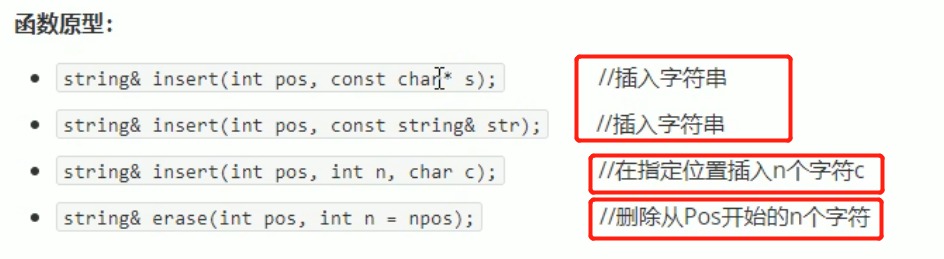 函数原型：
string& insert(int pos, const char* s); //插入字符串
string& insert(int pos, const string& str); //插入字符串
string& insert(int pos, int n, char c); //在指定位置插入n个字符c
string& erase(int pos, int n = npos); //删除从Pos开始的n个字符